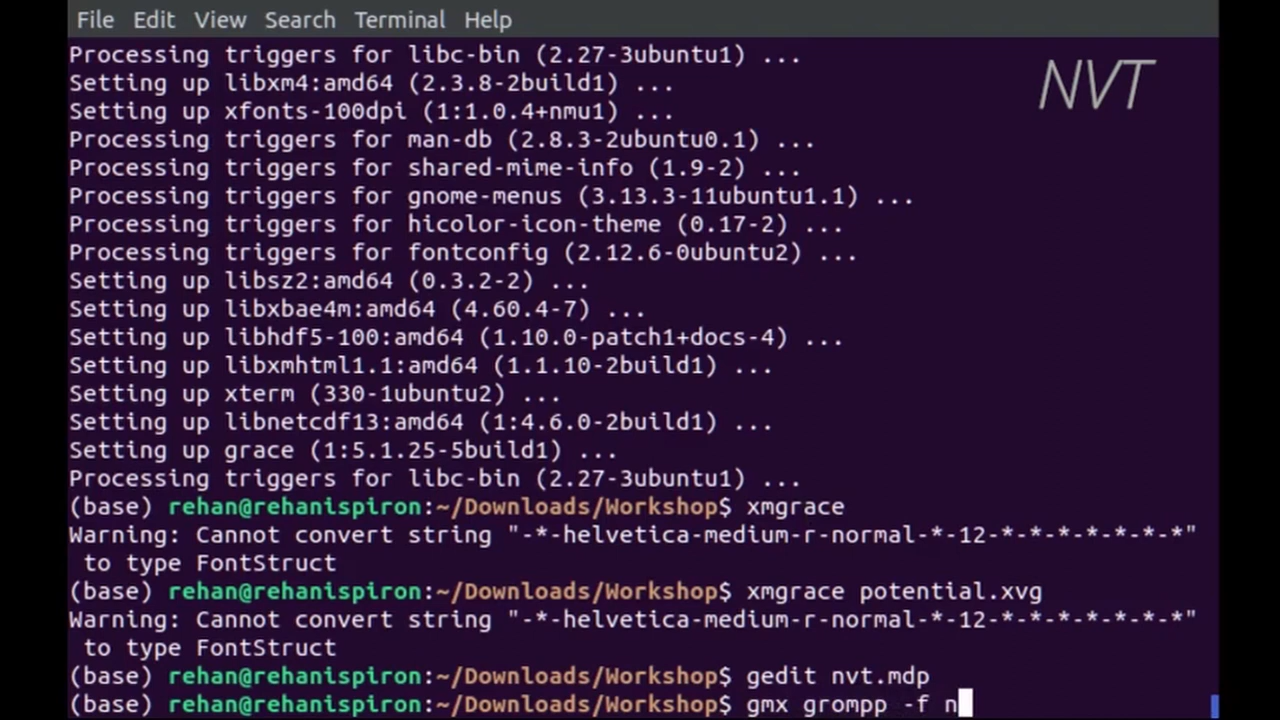 File Edit View Search Terminal Help
Processing triggers for libc-bin (2.27-3ubuntu1) ...
NVT
Setting up libxm4:amd64 (2.3.8-2build1) ...
Setting up xfonts-100dpi (1:1.0.4+nmu1) ...
Processing triggers for man-db (2.8.3-2ubuntu0.1) ...
Processing triggers for shared-mime-info (1.9-2) ...
Processing triggers for gnome-menus (3.13.3-11ubuntu1.1) ...
Processing triggers for hicolor-icon-theme (0.17-2) ...
Processing triggers for fontconfig (2.12.6-0ubuntu2) ...
Setting up libsz2:amd64 (0.3.2-2) ...
Setting up libxbae4m:amd64 (4.60.4-7) ...
Setting up libhdf5-100:amd64 (1.10.0-patch1+docs-4) ...
Setting up libxmhtml1.1:amd64 (1.1.10-2build1) ...
Setting up xterm (330-1ubuntu2) ...
Setting up libnetcdf13:amd64 (1:4.6.0-2build1) ...
Setting up grace (1:5.1.25-5build1) ...
Processing triggers for libc-bin (2.27-3ubuntu1) ...
(base) rehan@rehanispiron:~/Downloads/Workshop$ xmgrace
Warning: Cannot convert string "-*-helvetica-medium-r-normal-*-12-*-*-*-*-*-*-*"
to type FontStruct
(base) rehan@rehanispiron:~/Downloads/Workshop$ xmgrace potential.xvg
Warning: Cannot convert string "-*-helvetica-medium-r-normal-*-12-*-*-*-*-*-*-*"
to type FontStruct
(base) rehan@rehanispiron:~/Downloads/Workshop$ gedit nvt.mdp
(base) rehan@rehanispiron:~/Downloads/Workshop$ gmx grompp -f n